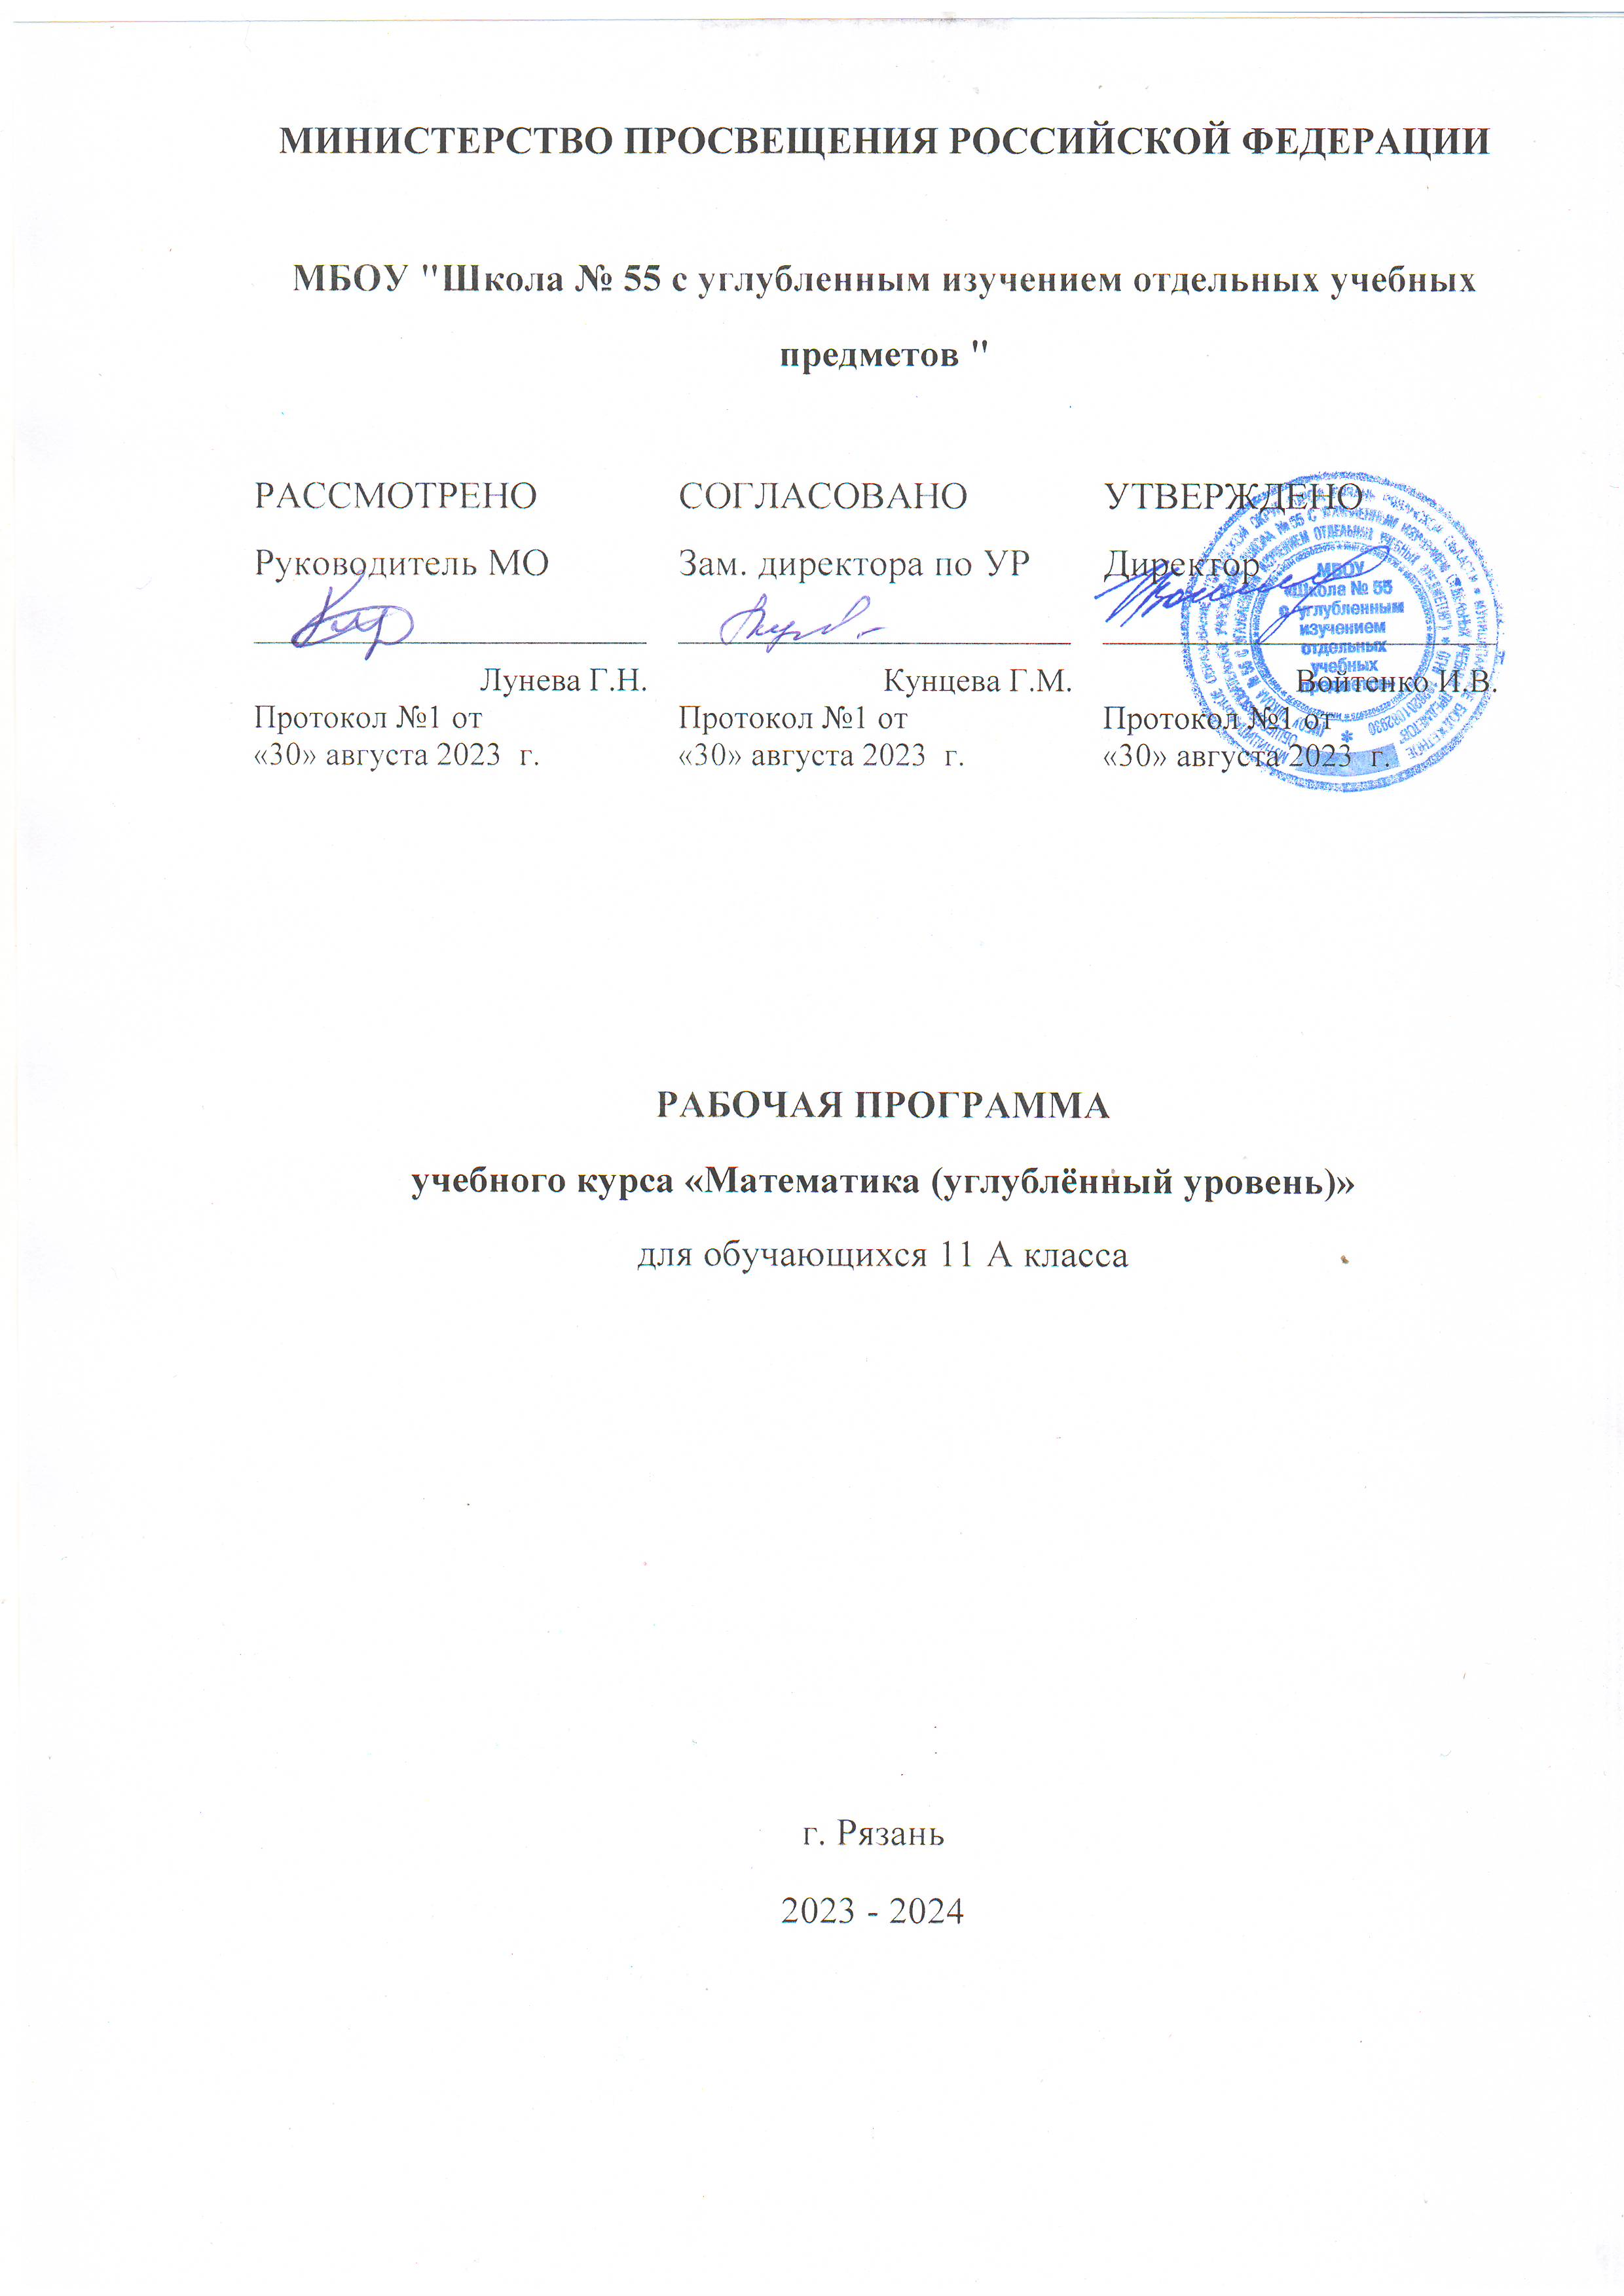 МИНИСТЕРСТВО ПРОСВЕЩЕНИЯ РОССИЙСКОЙ ФЕДЕРАЦИИ
МБОУ "Школа № 55 с углубленным изучением отдельных учебных
предметов "
РАССМОТРЕНО
Руководитель МО
Лунева Г.Н.
Протокол №1 от
«30» августа 2023 г.
СОГЛАСОВАНО
Зам. директора по УР
Кунцева Г.М.
Протокол №1 от
«30» августа 2023 г.
УТВЕРЖДЕНО
Директор
Войтенко И.В.
Протокол №1 от
«30» августа 2023 г.
МБОУ
«Школа № 55
с углубленным
изучением
отдельных
учебных
предметов»
РАБОЧАЯ ПРОГРАММА
учебного курса «Математика (углублённый уровень)»
для обучающихся 11 А класса
г. Рязань
2023 - 2024